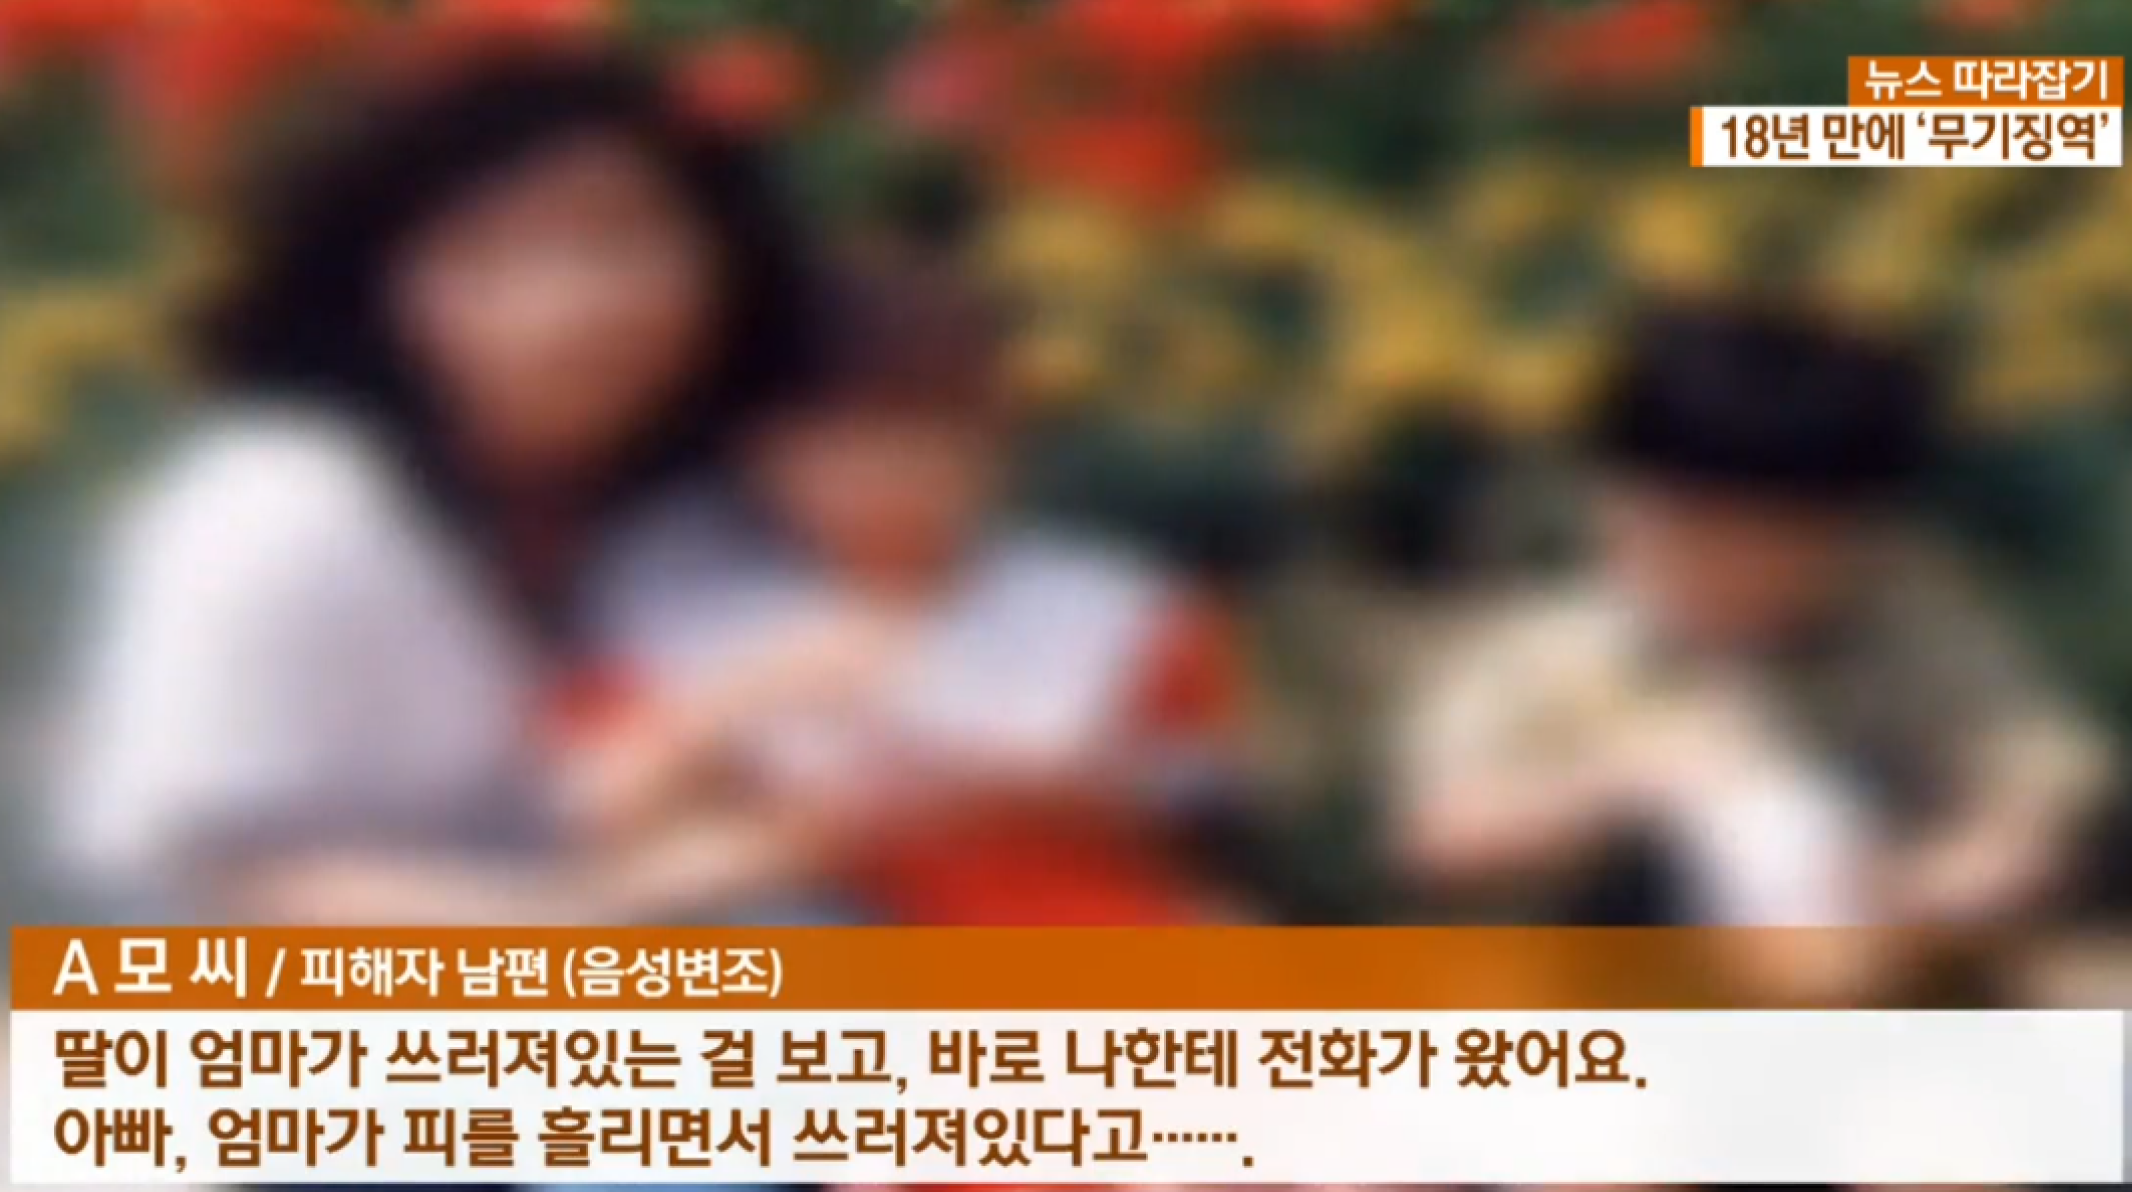 뉴스 따라잡기
18년 만에 ‘무기징역’
A 모 씨 / 피해자 남편 (음성변조)
딸이 엄마가 쓰러져있는 걸 보고, 바로 나한테 전화가 왔어요.
아빠, 엄마가 피를 흘리면서 쓰러져있다고…….